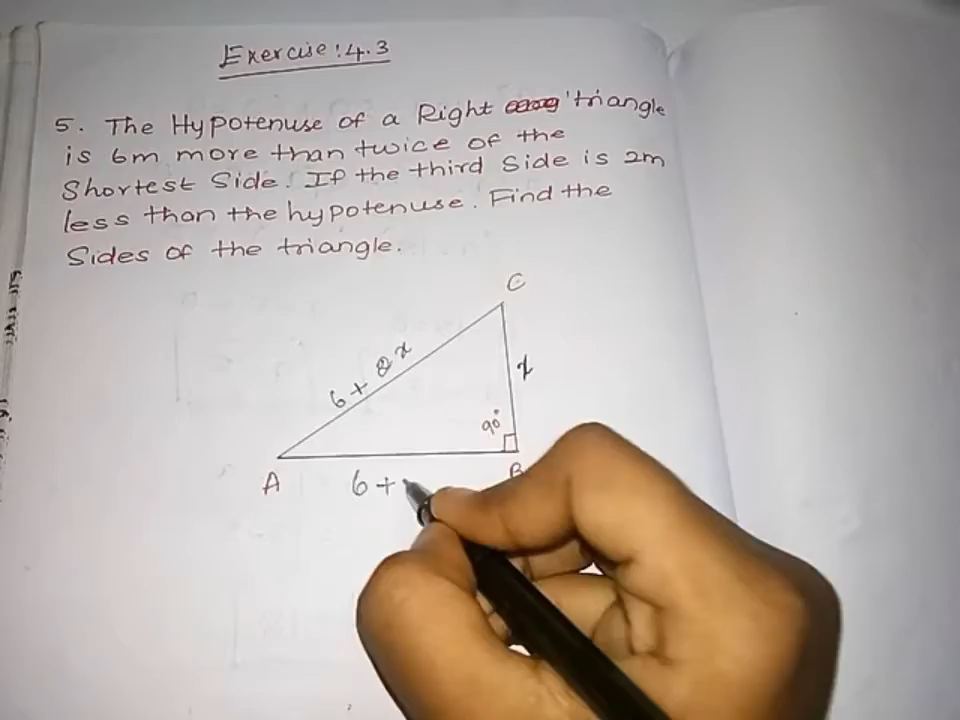 Exercise: 4.3
5. The Hypotenuse of a Right triangle
is 6m more than twice of the
Shortest Side. If the third Side is 2m
less than the hypotenuse. Find the
Sides of the triangle.
C
6 + 2x
x
90°
A
B
6 +